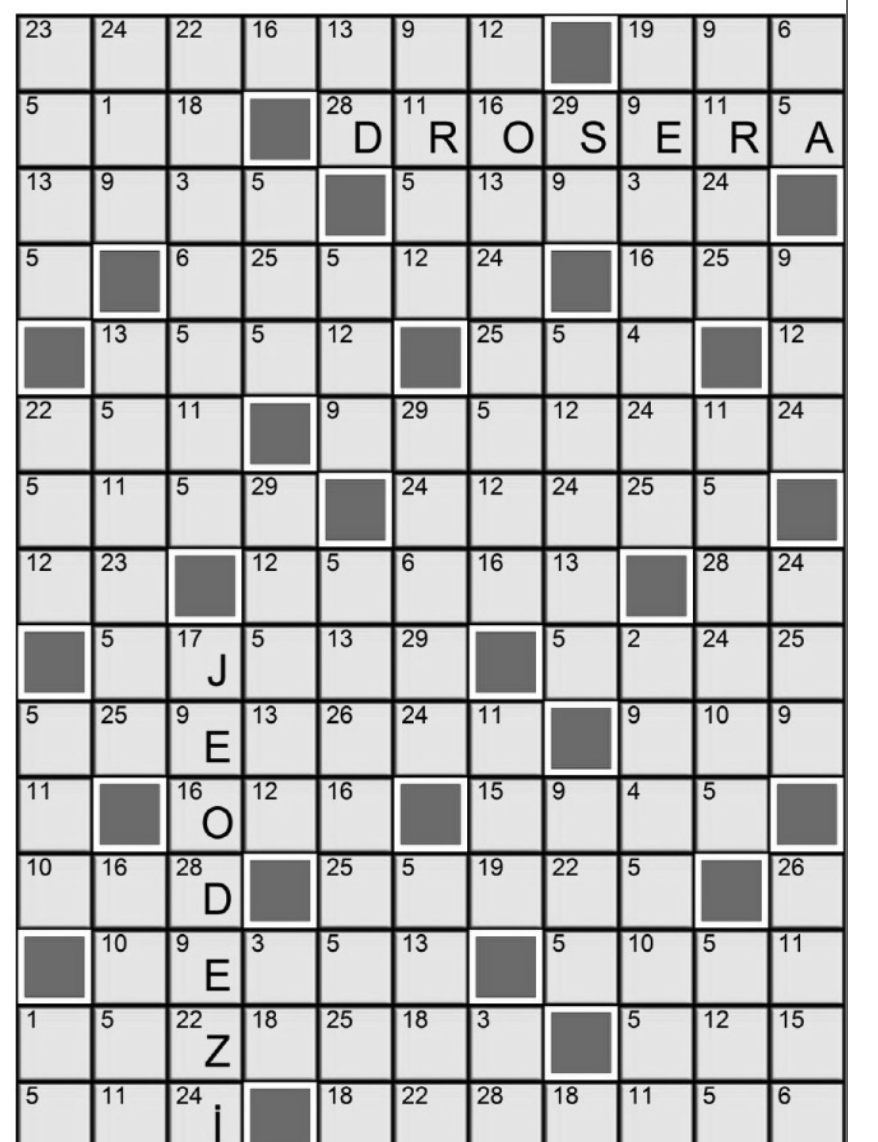 23 24 22 16 13 9 12 19 9 6
5 1 18 28 D 11 R 16 O 29 S 9 E 11 R 5 A
13 9 3 5 5 13 9 3 24
5 6 25 5 12 24 16 25 9
13 5 5 12 25 5 4 12
22 5 11 9 29 5 12 24 11 24
5 11 5 29 24 12 24 25 5
12 23 12 5 6 16 13 28 24
5 17 J 5 13 29 5 2 24 25
5 25 9 E 13 26 24 11 9 10 9
11 16 O 12 16 15 9 4 5
10 16 28 D 25 5 19 22 5 26
10 9 E 3 5 13 5 10 5 11
1 5 22 Z 18 25 18 3 5 12 15
5 11 24 İ 18 22 28 18 11 5 6